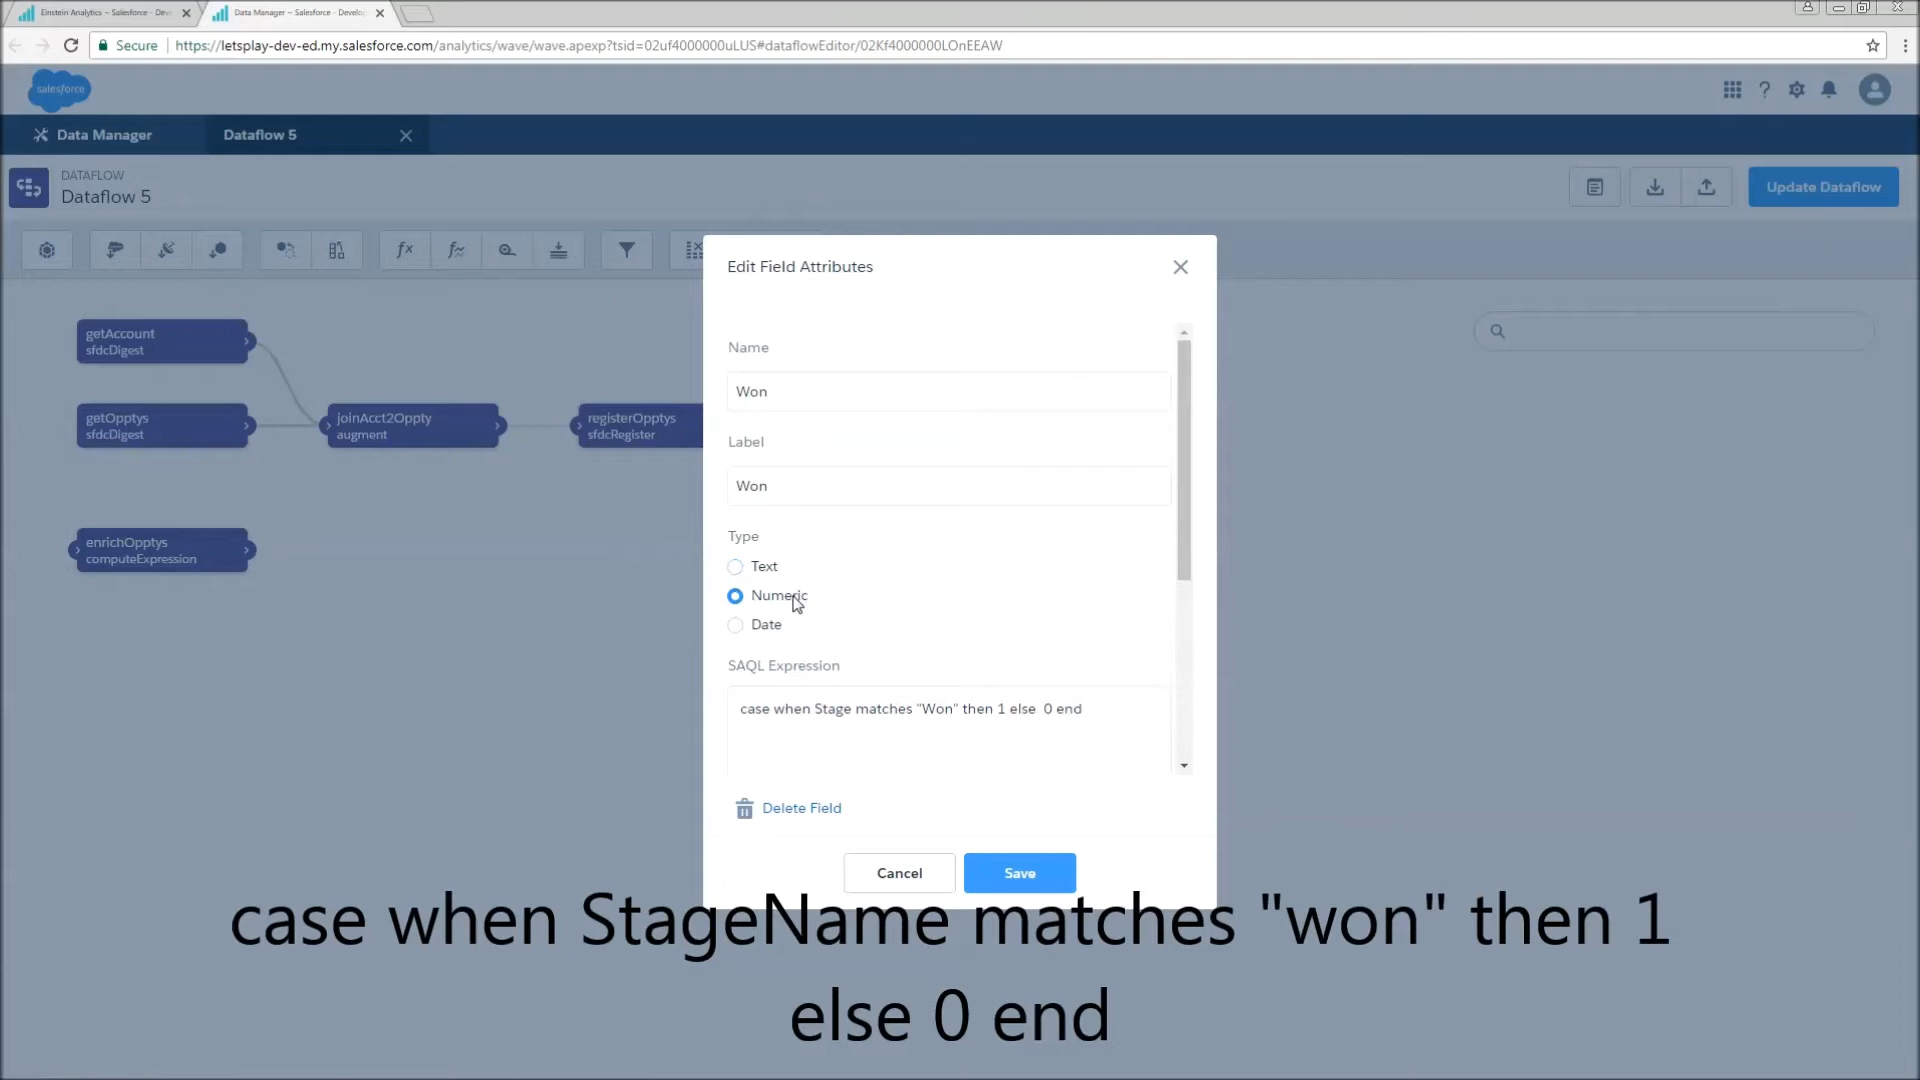 Einstein Analytics – Salesforce - Deve
Data Manager – Salesforce - Develo
Secure
https://letsplay-dev-ed.my.salesforce.com/analytics/wave/wave.apexp?tsid=02uf4000000uLUS#dataflowEditor/02Kf4000000LOnEEAW
salesforce
Data Manager
Dataflow 5
DATAFLOW
Dataflow 5
Update Dataflow
fx
getAccount
sfdcDigest
getOpptys
sfdcDigest
joinAcct2Oppty
augment
registerOpptys
sfdcRegister
enrichOpptys
computeExpression
Edit Field Attributes
Name
Won
Label
Won
Type
Text
Numeric
Date
SAQL Expression
case when Stage matches "Won" then 1 else  0 end
Delete Field
Cancel
Save
case when StageName matches "won" then 1
else 0 end